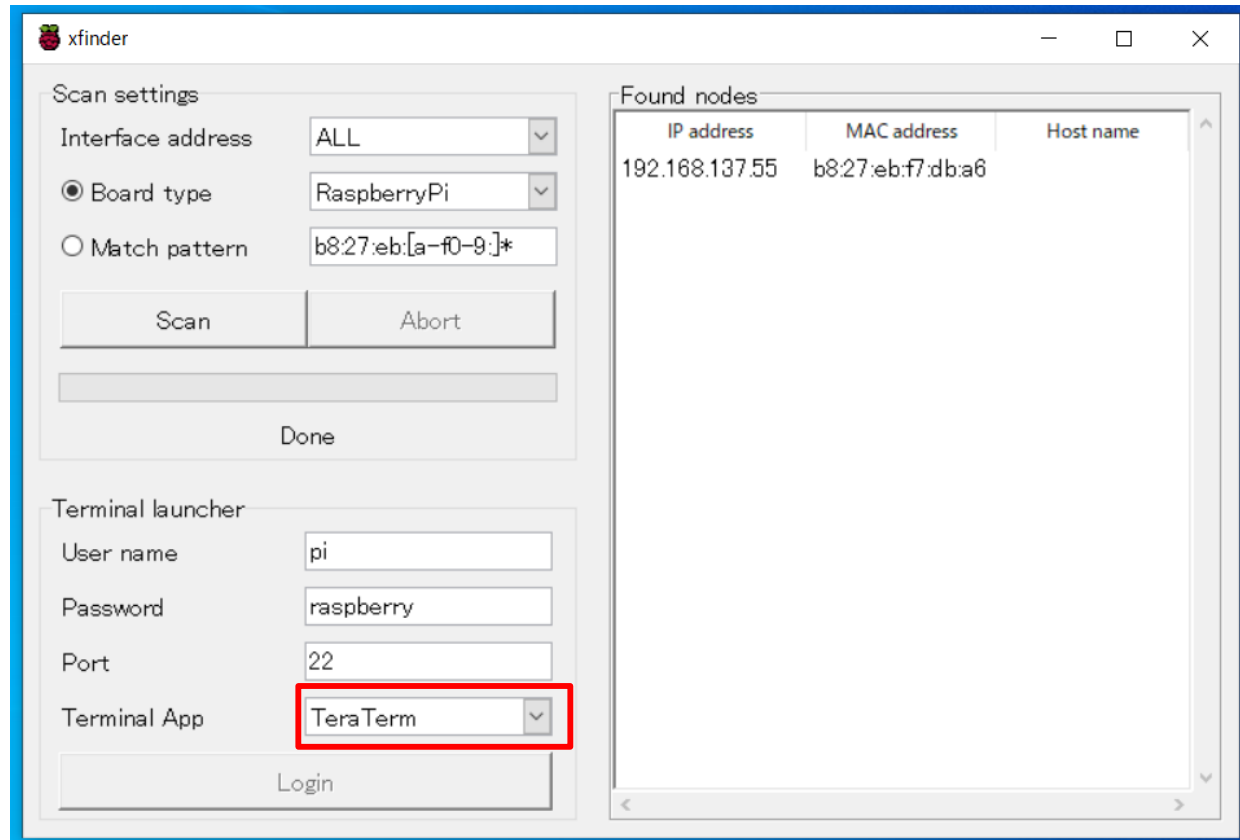 xfinder
Scan settings
Interface address ALL
Board type RaspberryPi
Match pattern b8:27:eb:[a-f0-9:]*
Scan Abort
Done
Terminal launcher
User name pi
Password raspberry
Port 22
Terminal App TeraTerm
Login
Found nodes
IP address MAC address Host name
192.168.137.55 b8:27:eb:f7:db:a6